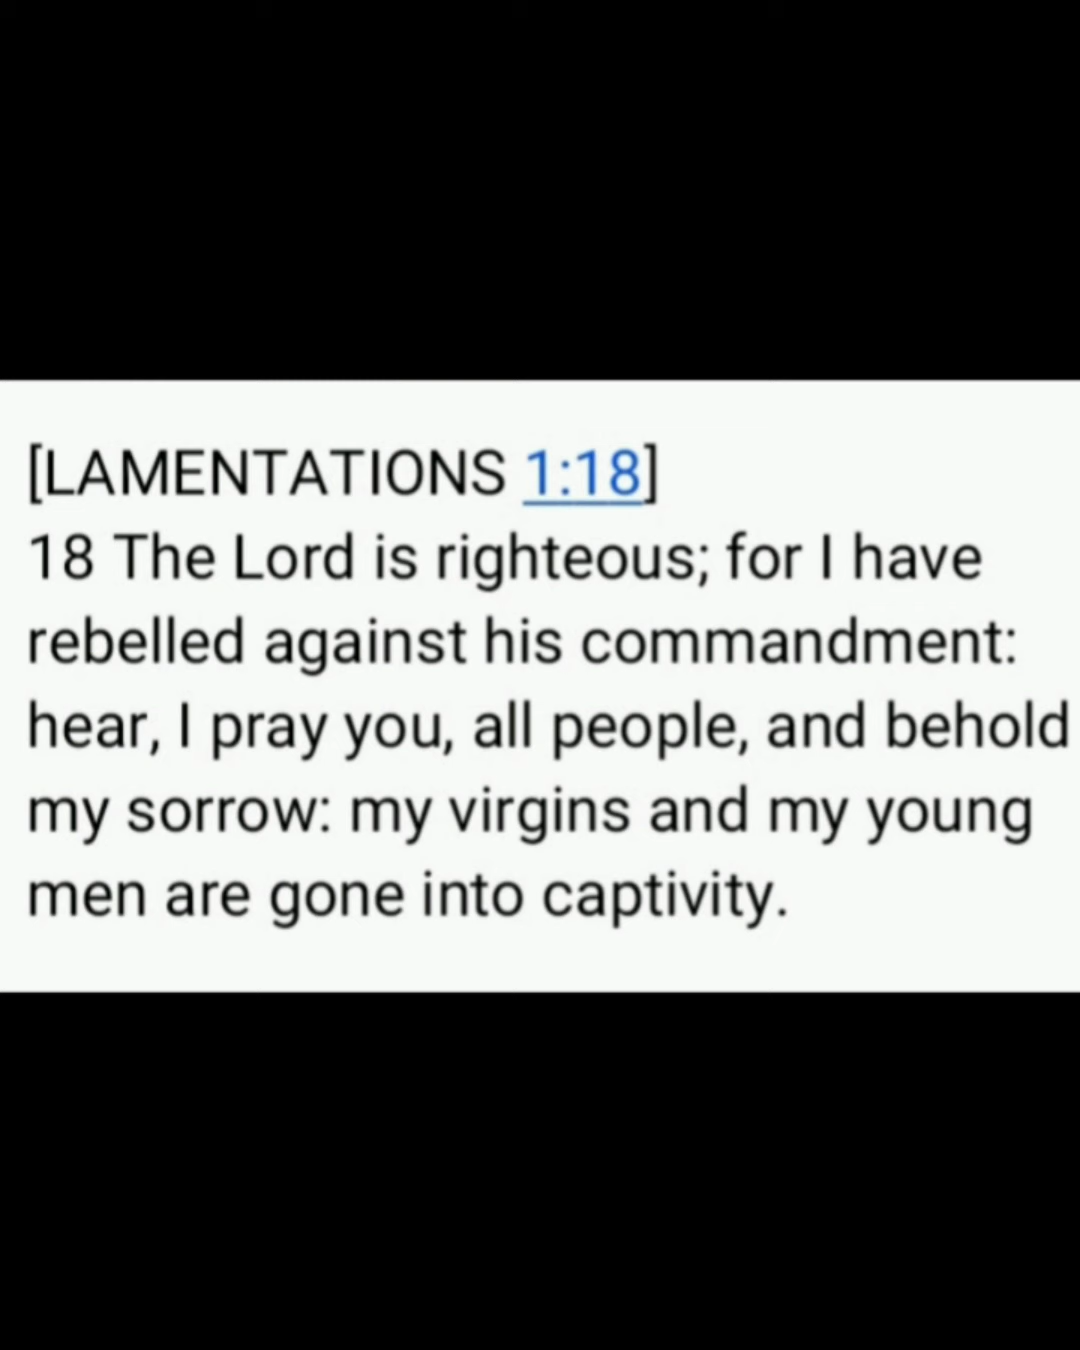 [LAMENTATIONS 1:18]
18 The Lord is righteous; for I have
rebelled against his commandment:
hear, I pray you, all people, and behold
my sorrow: my virgins and my young
men are gone into captivity.